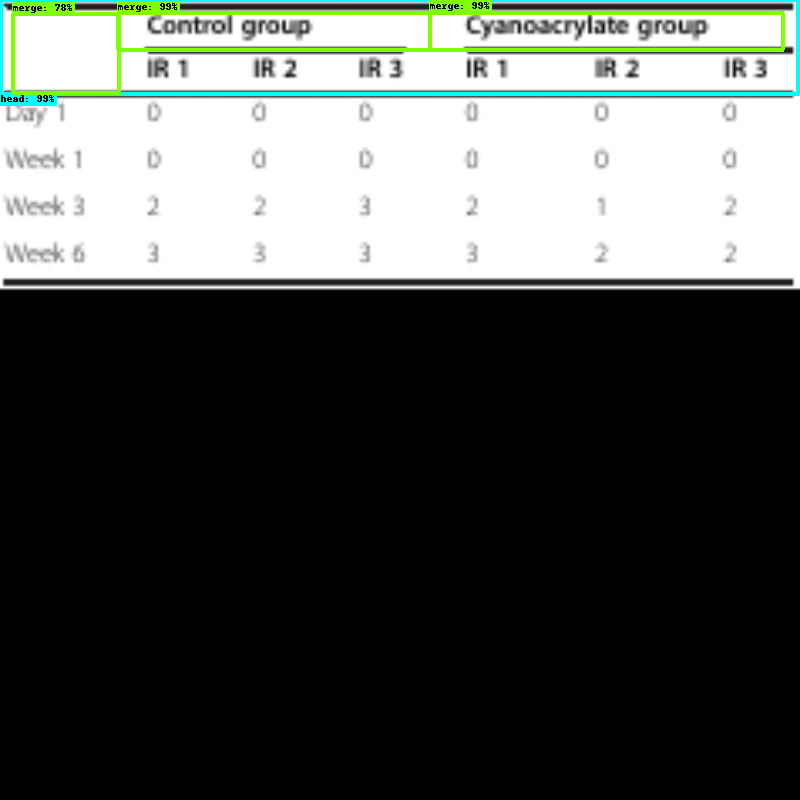 merge: 78% merge: 99% merge: 99%
Control group Cyanoacrylate group
IR 1 IR 2 IR 3 IR 1 IR 2 IR 3
head: 99%
Day 1 0 0 0 0 0 0
Week 1 0 0 0 0 0 0
Week 3 2 2 3 2 1 2
Week 6 3 3 3 3 2 2